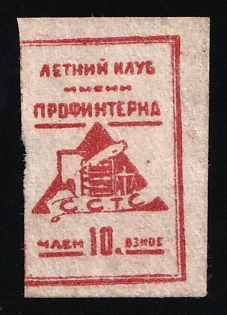 ЛЕТНИЙ КЛУБ
ИМЕНИ
ПРОФИНТЕРНА
С.С.Т.С.
ЧЛЕН 10. ВЗНОС